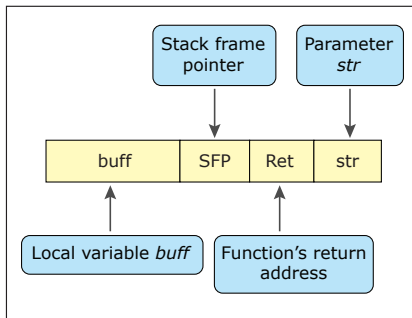 Stack frame
pointer
Parameter
str
buff
SFP
Ret
str
Local variable buff
Function's return
address